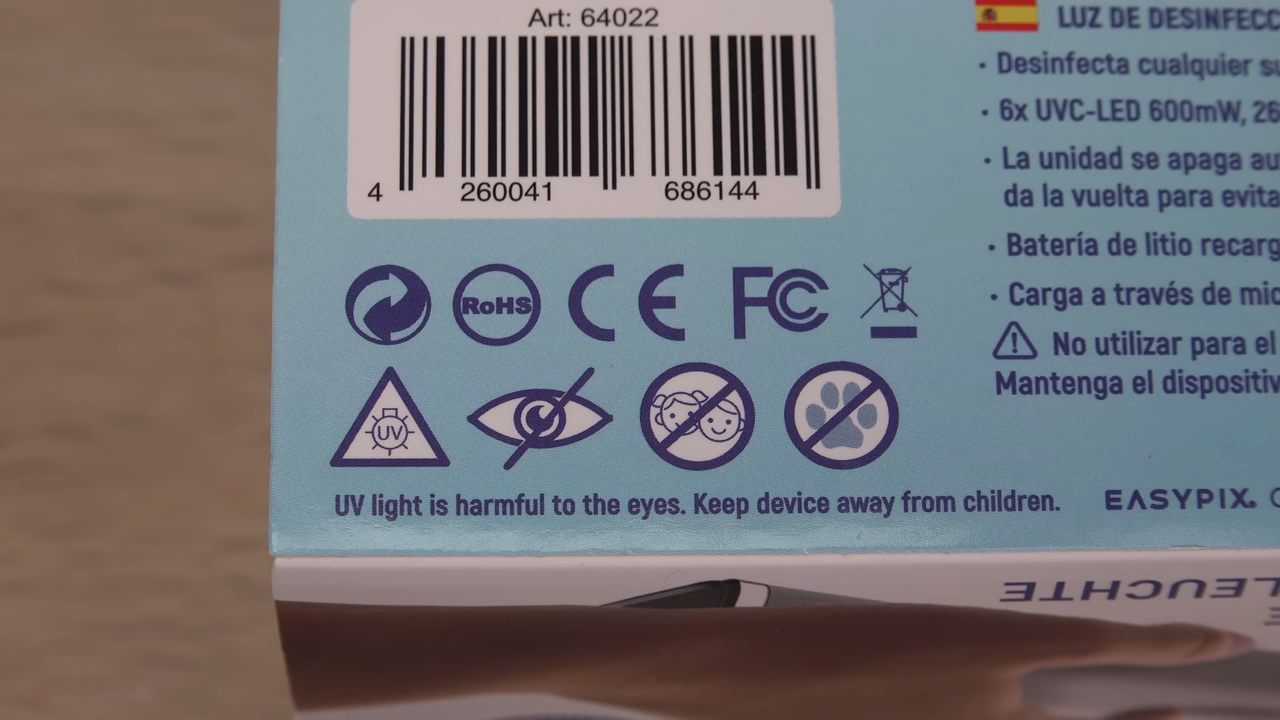 Art: 64022
4 260041 686144
RoHS
CE
FC
UV
UV light is harmful to the eyes. Keep device away from children.
LUZ DE DESINFECC
• Desinfecta cualquier su
• 6x UVC-LED 600mW, 26
• La unidad se apaga au
da la vuelta para evita
• Batería de litio recarg
• Carga a través de mic
No utilizar para el
Mantenga el dispositiv
EASYPIX.
LEUCHTE